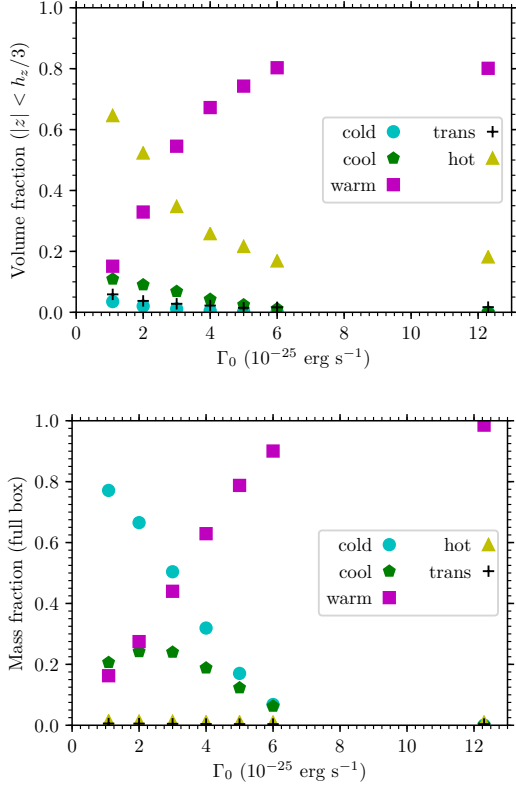 1.0
0.8
0.6
0.4
0.2
0.0
Volume fraction (|z| < h_z/3)
cold
cool
warm
trans
hot
0 2 4 6 8 10 12
Γ₀ (10⁻²⁵ erg s⁻¹)
1.0
0.8
0.6
0.4
0.2
0.0
Mass fraction (full box)
cold
cool
warm
hot
trans
0 2 4 6 8 10 12
Γ₀ (10⁻²⁵ erg s⁻¹)